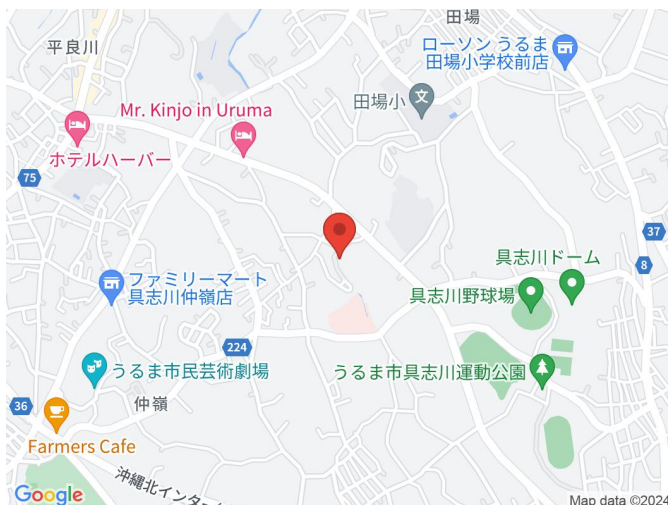 田場
平良川
ローソン うるま
田場小学校前店
田場小
文
Mr. Kinjo in Uruma
ホテルハーバー
75
37
8
具志川ドーム
ファミリーマート
具志川仲嶺店
具志川野球場
224
うるま市民芸術劇場
うるま市具志川運動公園
36
仲嶺
Farmers Cafe
沖縄北インター
Google
Map data ©2024